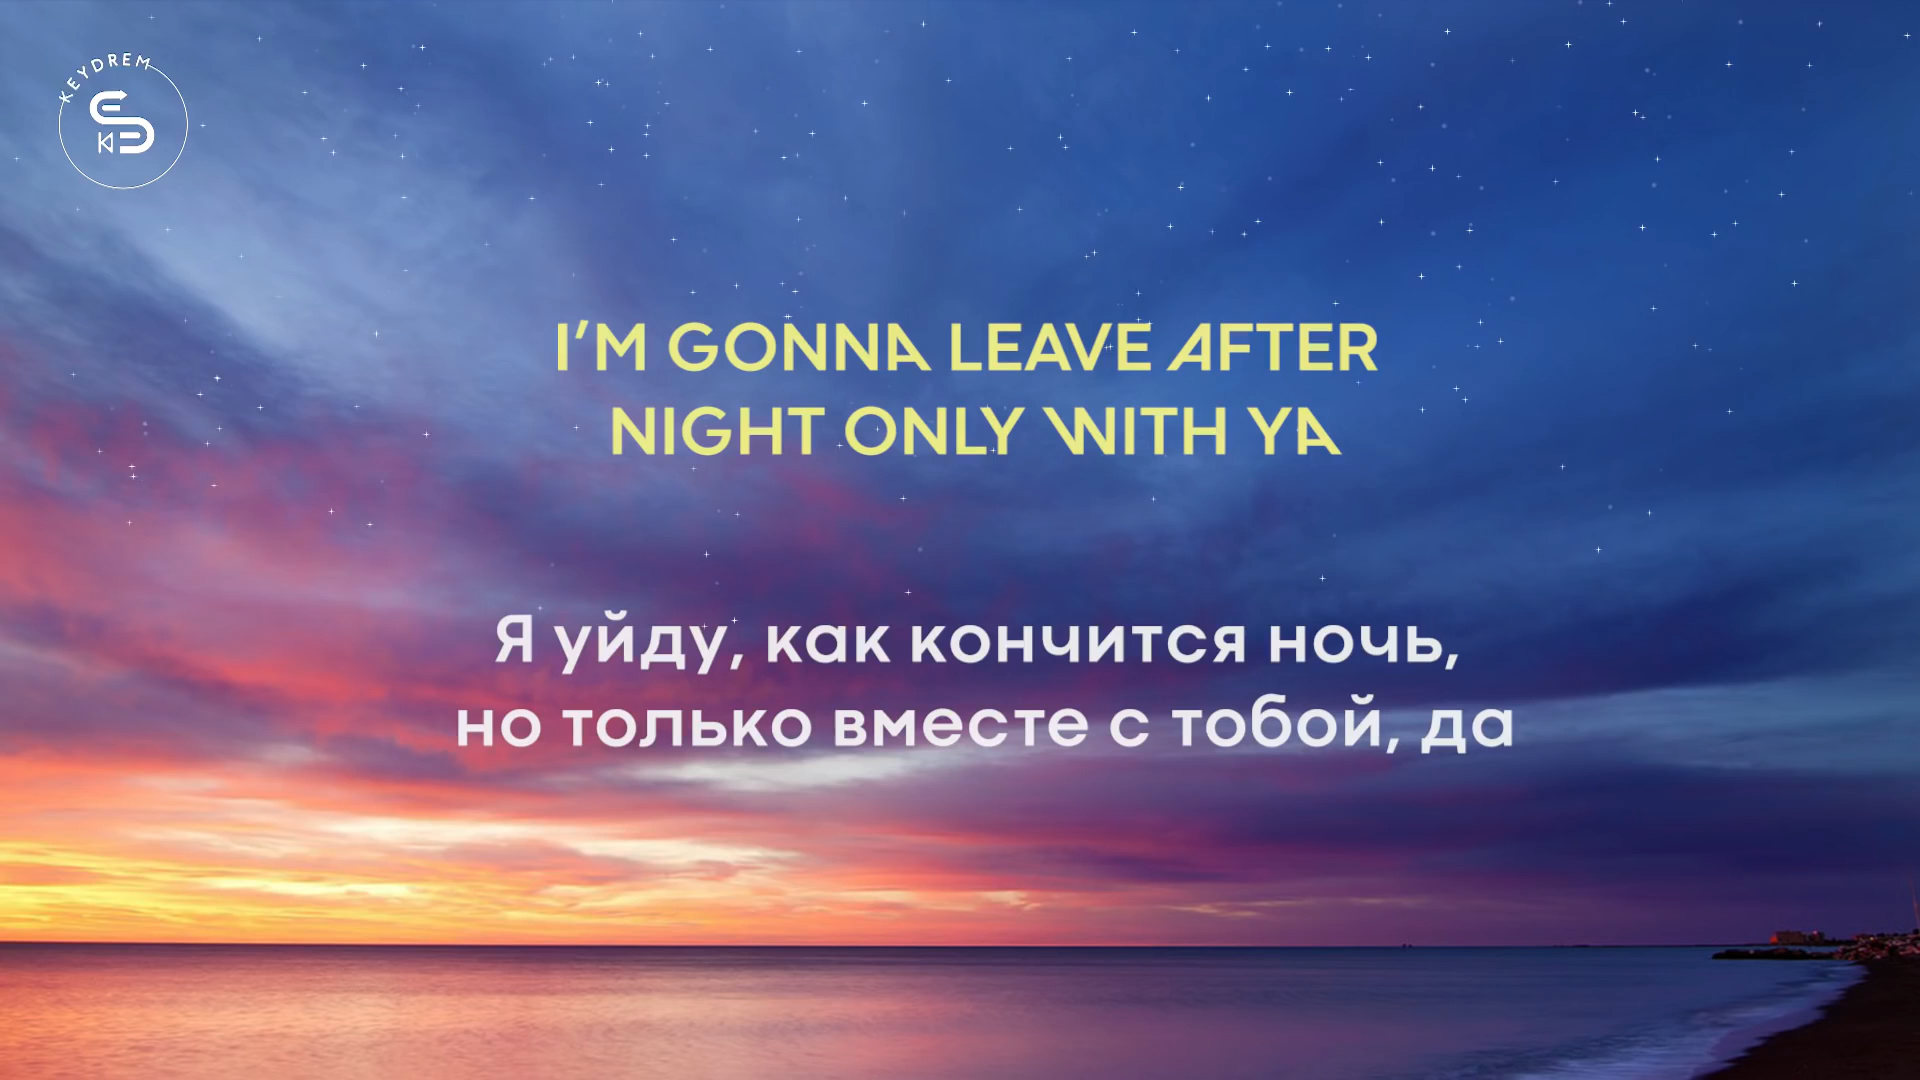 KEYDREM
I'M GONNA LEAVE AFTER
NIGHT ONLY WITH YA
Я уйду, как кончится ночь,
но только вместе с тобой, да